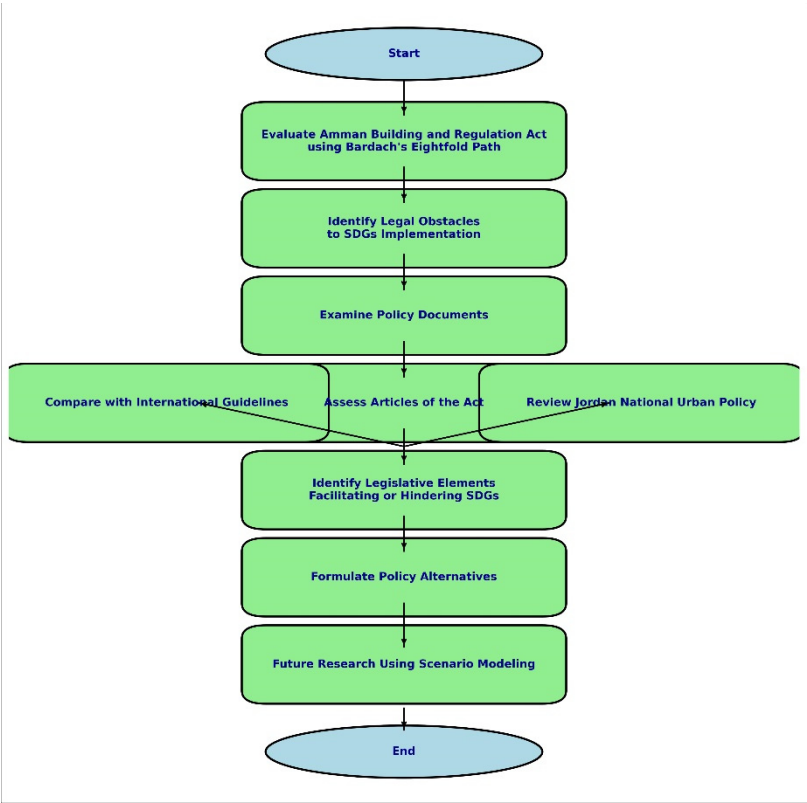 Start
Evaluate Amman Building and Regulation Act
using Bardach's Eightfold Path
Identify Legal Obstacles
to SDGs Implementation
Examine Policy Documents
Compare with International Guidelines
Assess Articles of the Act
Review Jordan National Urban Policy
Identify Legislative Elements
Facilitating or Hindering SDGs
Formulate Policy Alternatives
Future Research Using Scenario Modeling
End